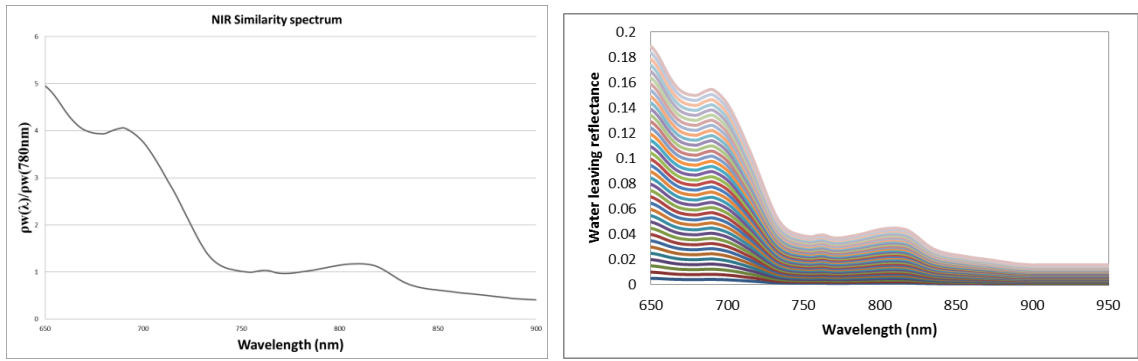 NIR Similarity spectrum
6
5
4
3
2
1
0
ρw(λ)/ρw(780nm)
650 700 750 800 850 900
Wavelength (nm)
0.2
0.18
0.16
0.14
0.12
0.1
0.08
0.06
0.04
0.02
0
Water leaving reflectance
650 700 750 800 850 900 950
Wavelength (nm)